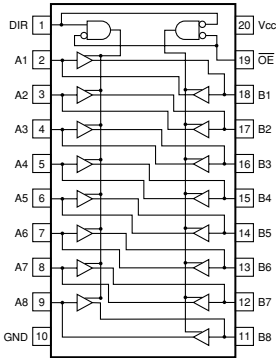 DIR 1 20 Vcc
A1 2 19 O̅E̅
A2 3 18 B1
A3 4 17 B2
A4 5 16 B3
A5 6 15 B4
A6 7 14 B5
A7 8 13 B6
A8 9 12 B7
GND 10 11 B8